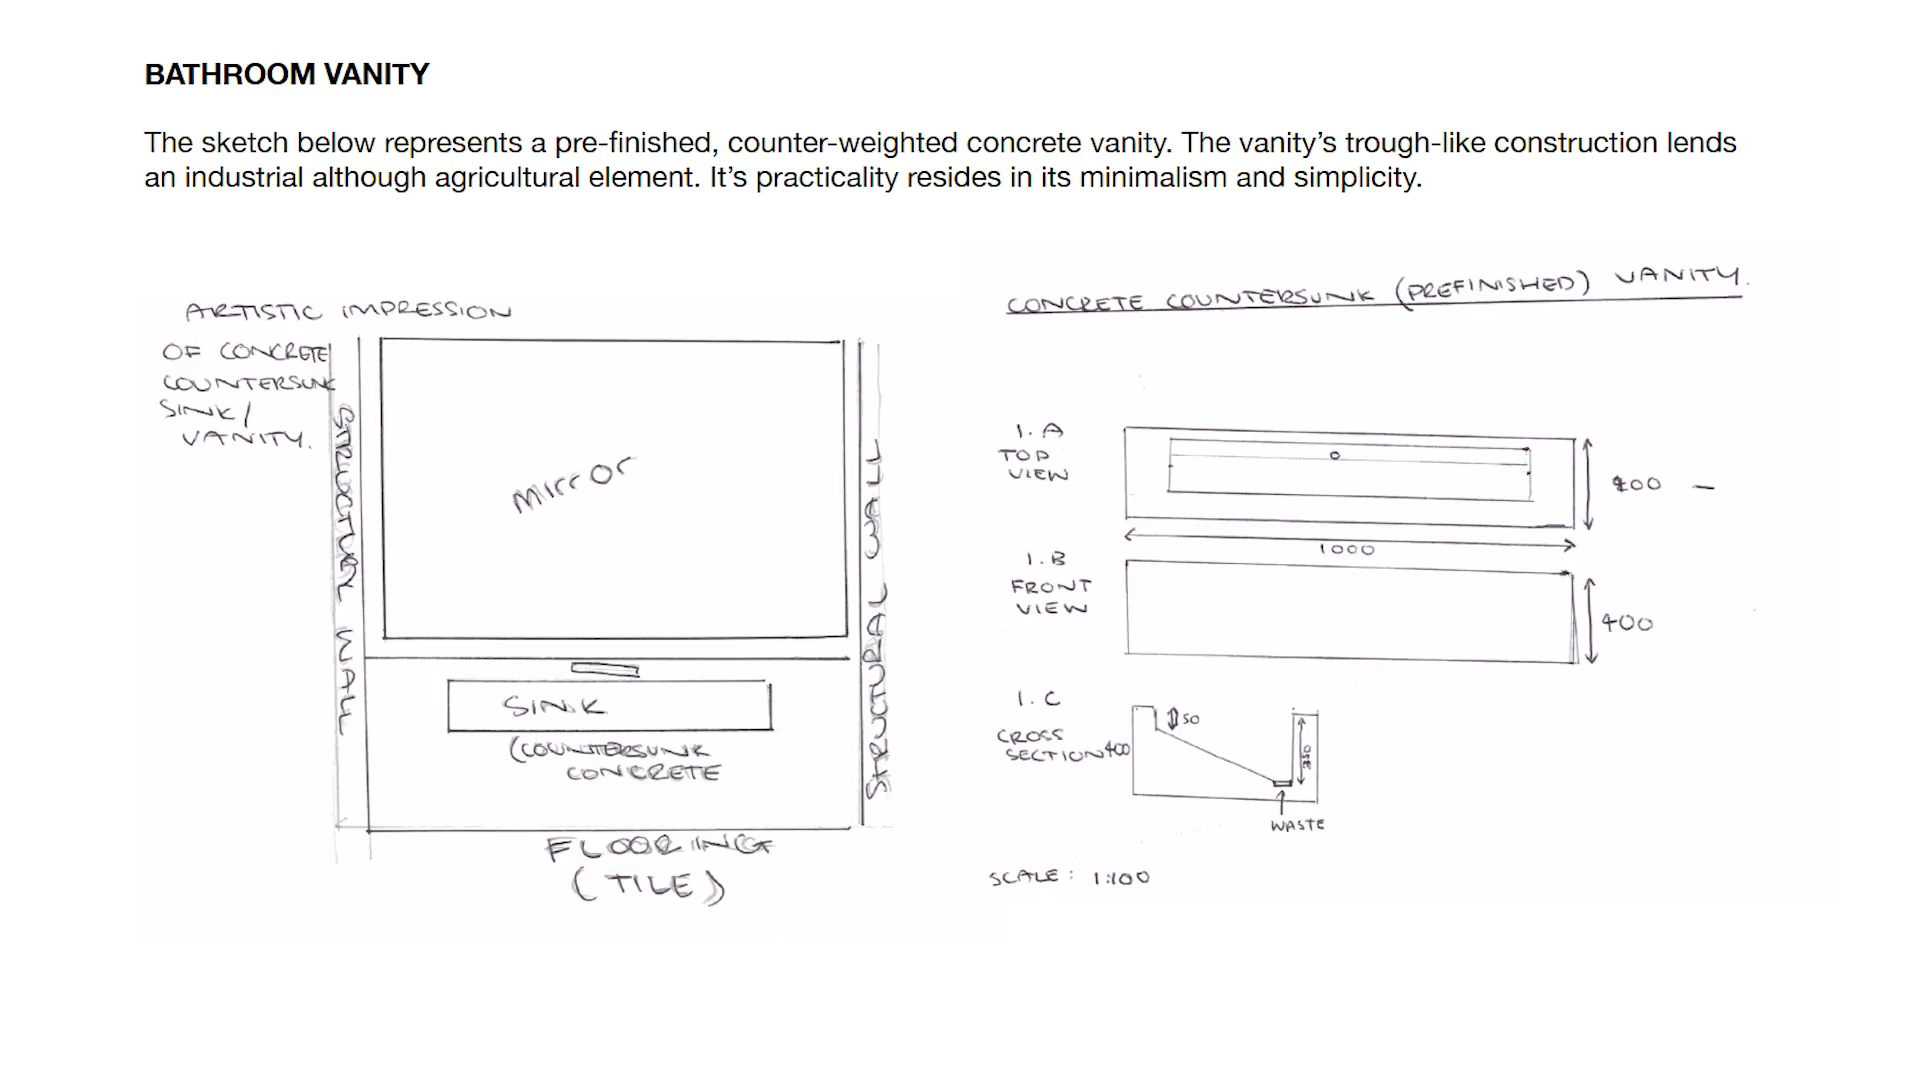 BATHROOM VANITY
The sketch below represents a pre-finished, counter-weighted concrete vanity. The vanity's trough-like construction lends
an industrial although agricultural element. It's practicality resides in its minimalism and simplicity.
ARTISTIC IMPRESSION
OF CONCRETE
COUNTERSUNK
SINK/
VANITY.
STRUCTURAL WALL
mirror
STRUCTURAL WALL
SINK
(COUNTERSUNK
CONCRETE
FLOORING
(TILE)
CONCRETE COUNTERSUNK (PREFINISHED) VANITY.
1.A
TOP
VIEW
400
1000
1.B
FRONT
VIEW
400
1.C
CROSS
SECTION
400
50
350
WASTE
SCALE: 1:100